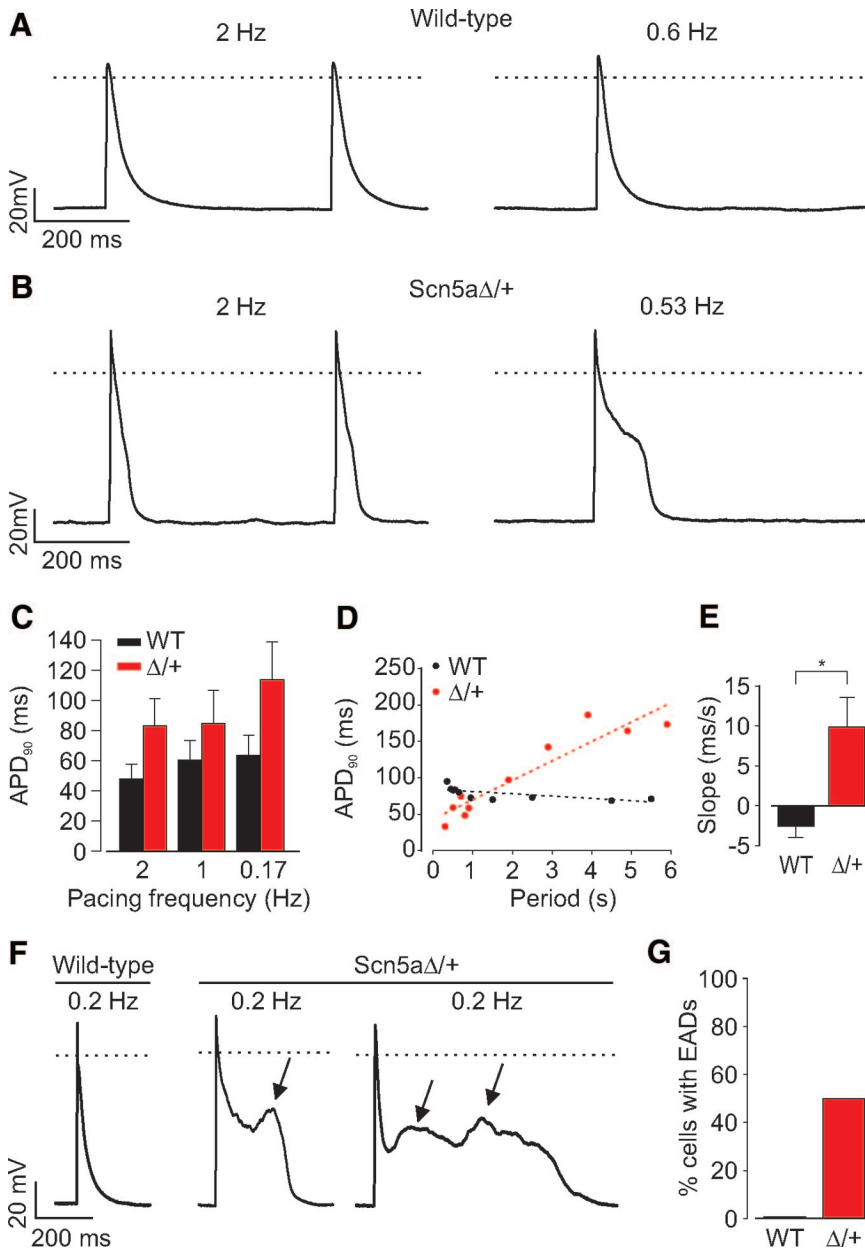 A
Wild-type
2 Hz
0.6 Hz
20mV
200 ms
B
Scn5aΔ/+
2 Hz
0.53 Hz
20mV
200 ms
C
WT
Δ/+
APD₉₀ (ms)
140
120
100
80
60
40
20
0
2 1 0.17
Pacing frequency (Hz)
D
WT
Δ/+
APD₉₀ (ms)
250
200
150
100
50
0
0 1 2 3 4 5 6
Period (s)
E
*
Slope (ms/s)
15
10
5
0
-5
WT Δ/+
F
Wild-type
Scn5aΔ/+
0.2 Hz
0.2 Hz
0.2 Hz
20 mV
200 ms
G
% cells with EADs
100
80
60
40
20
0
WT Δ/+